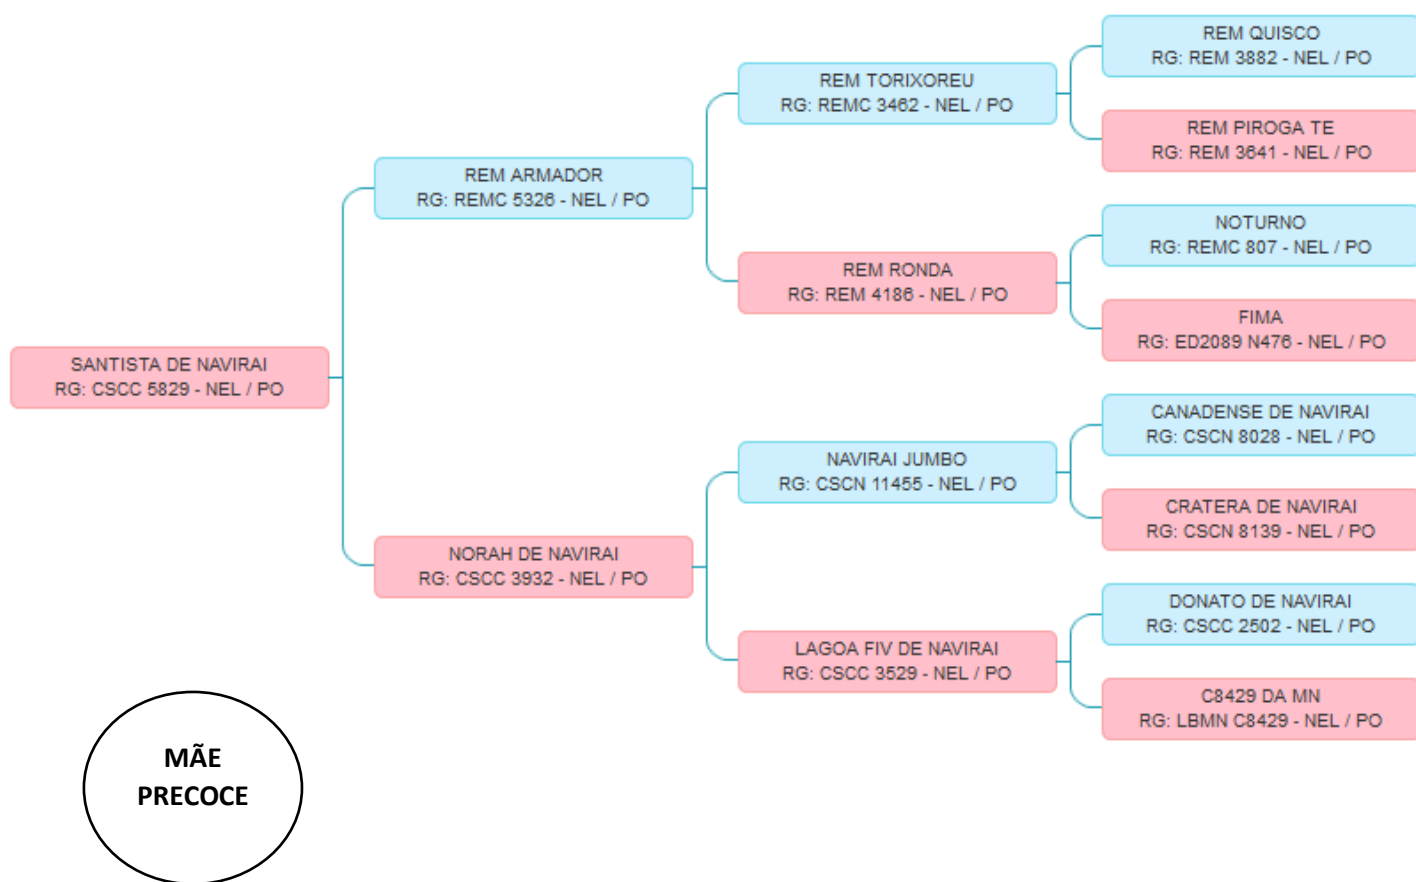 REM QUISCO
RG: REM 3882 - NEL / PO
REM TORIXOREU
RG: REMC 3462 - NEL / PO
REM PIROGA TE
RG: REM 3641 - NEL / PO
REM ARMADOR
RG: REMC 5326 - NEL / PO
NOTURNO
RG: REMC 807 - NEL / PO
REM RONDA
RG: REM 4186 - NEL / PO
FIMA
RG: ED2089 N476 - NEL / PO
SANTISTA DE NAVIRAI
RG: CSCC 5829 - NEL / PO
CANADENSE DE NAVIRAI
RG: CSCN 8028 - NEL / PO
NAVIRAI JUMBO
RG: CSCN 11455 - NEL / PO
CRATERA DE NAVIRAI
RG: CSCN 8139 - NEL / PO
NORAH DE NAVIRAI
RG: CSCC 3932 - NEL / PO
DONATO DE NAVIRAI
RG: CSCC 2502 - NEL / PO
LAGOA FIV DE NAVIRAI
RG: CSCC 3529 - NEL / PO
C8429 DA MN
RG: LBMN C8429 - NEL / PO
MÃE
PRECOCE